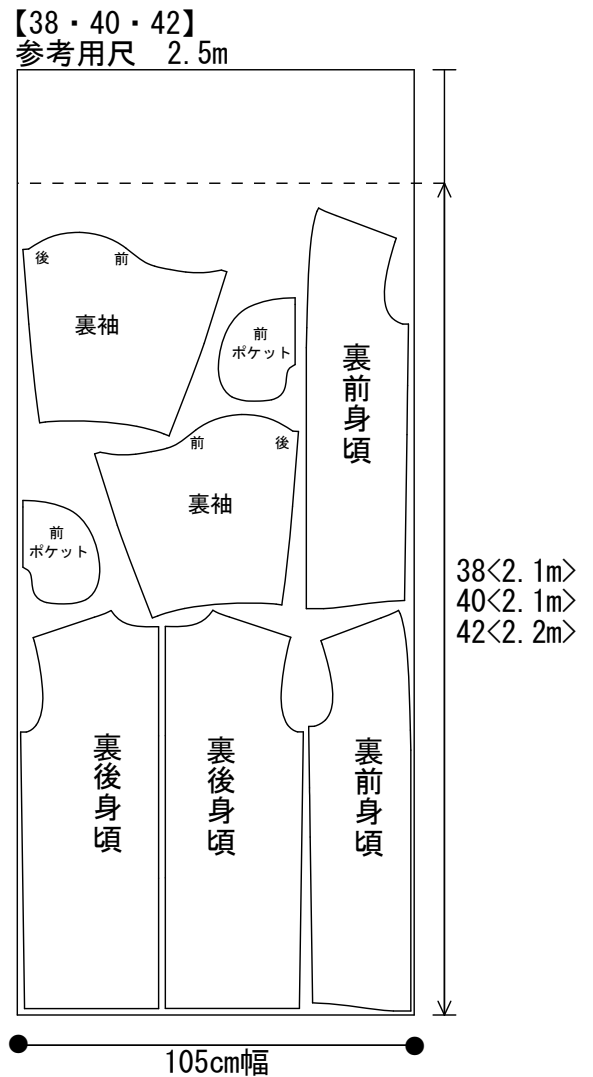 【38・40・42】
参考用尺　2.5m
後 前
裏袖
前
ポケット
裏前身頃
前 後
裏袖
前
ポケット
38<2.1m>
40<2.1m>
42<2.2m>
裏後身頃
裏後身頃
裏前身頃
105cm幅